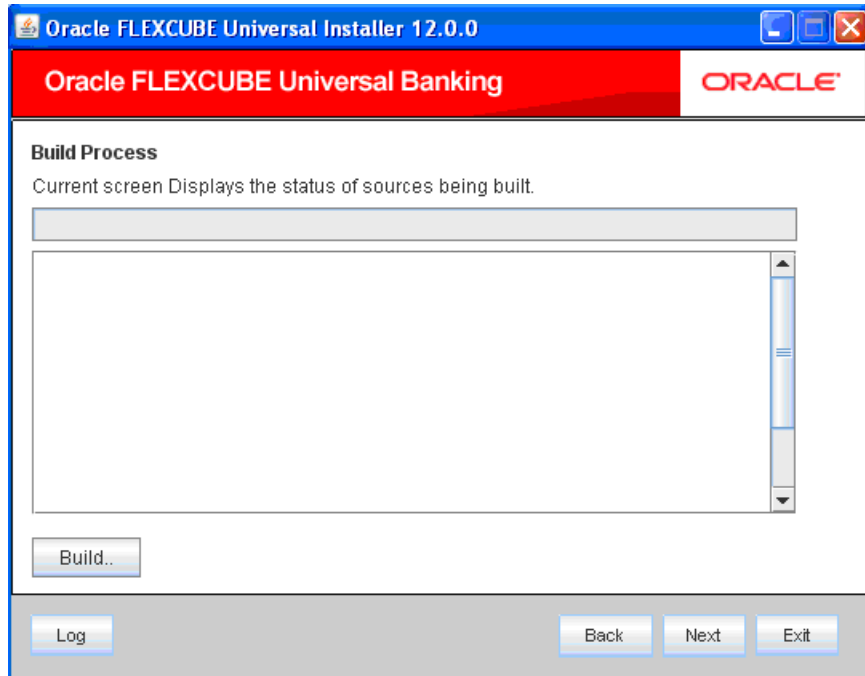 Oracle FLEXCUBE Universal Installer 12.0.0
Oracle FLEXCUBE Universal Banking
ORACLE
Build Process
Current screen Displays the status of sources being built.
Build..
Log Back Next Exit